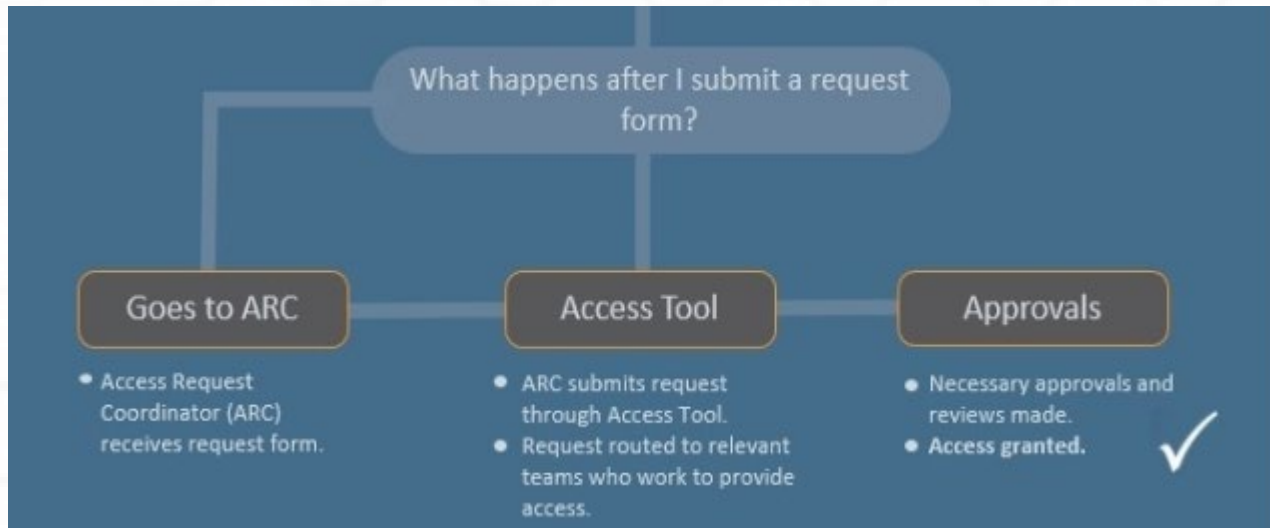 What happens after I submit a request
form?
Goes to ARC
• Access Request
Coordinator (ARC)
receives request form.
Access Tool
• ARC submits request
through Access Tool.
• Request routed to relevant
teams who work to provide
access.
Approvals
• Necessary approvals and
reviews made.
• Access granted.